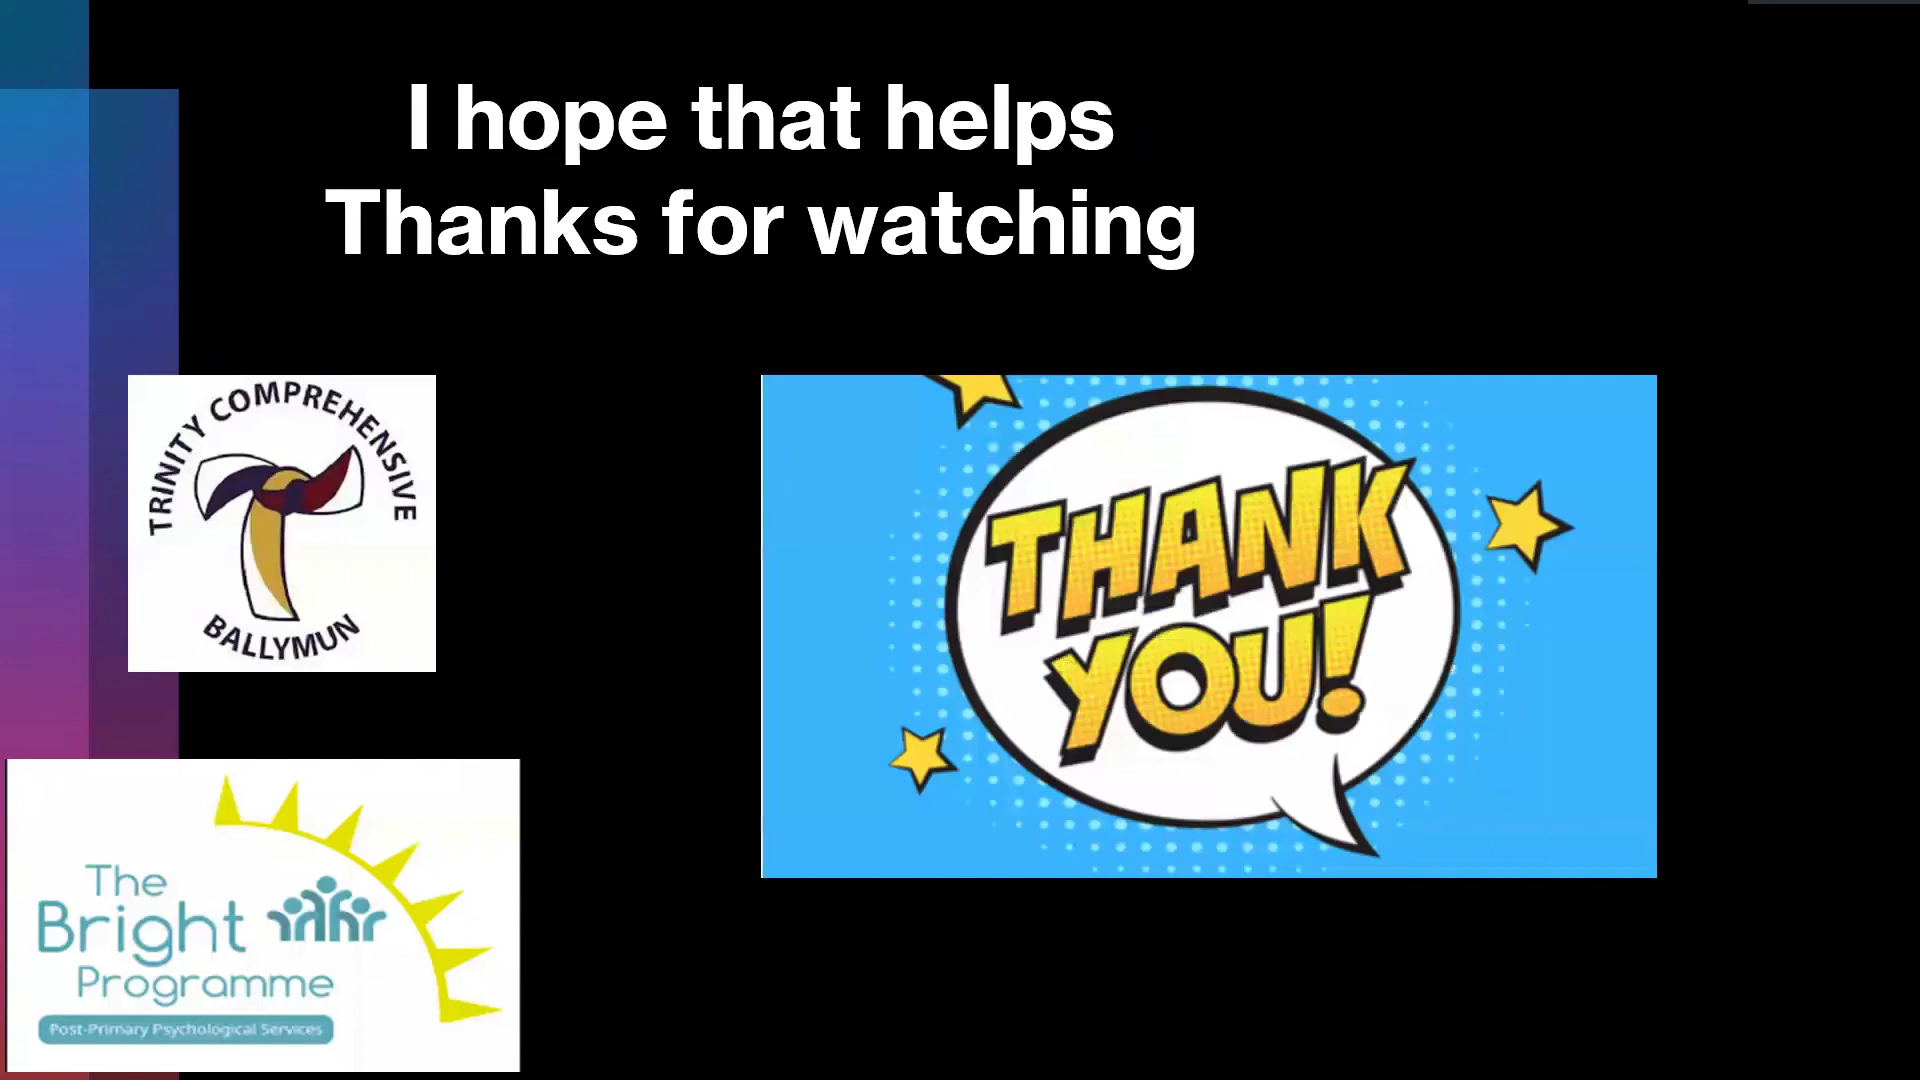 I hope that helps
Thanks for watching
TRINITY COMPREHENSIVE
BALLYMUN
THANK
YOU!
The
Bright
Programme
Post-Primary Psychological Services